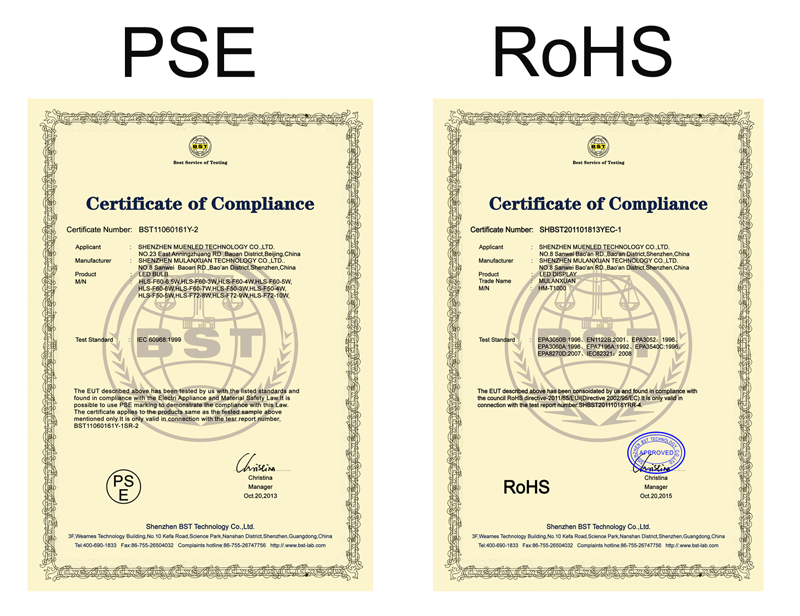 PSE
BST
Best Service of Testing
Certificate of Compliance
Certificate Number: BST11060161Y-2
Applicant : SHENZHEN MUENLED TECHNOLOGY CO.,LTD.
NO.23 East Anningzhuang RD.,Baoan District,Beijing,China
Manufacturer : SHENZHEN MULANXUAN TECHNOLOGY CO.,LTD.
NO.8 Sanwei Baoan RD.,Bao'an District,Shenzhen,China
Product : LED BULB
M/N : HLS-F60-8.5W,HLS-F60-3W,HLS-F60-4W,HLS-F60-5W,
HLS-F60-6W,HLS-F60-7W,HLS-F50-3W,HLS-F50-4W,
HLS-F50-5W,HLS-F72-8W,HLS-F72-9W,HLS-F72-10W,
BST
Test Standard : IEC 60968:1999
The EUT described above has been tested by us with the listed standards and
found in compliance with the Electri Appliance and Material Safety Law.It is
possible to use PSE marking to demonstrate the compliance with this Law.
The certificate applies to the products same as the tested sample above
mentioned only.It is only valid in connection with the test report number,
BST11060161Y-1SR-2
PS
E
Christina
Christina
Manager
Oct.20,2013
Shenzhen BST Technology Co.,Ltd.
3F,Weames Technology Building,No.10 Kefa Road,Science Park,Nanshan District,Shenzhen,Guangdong,China
Tel:400-690-1833 Fax:86-755-26504032 Complaints hotline:86-755-26747756 http://.www.bst-lab.com
RoHS
BST
Best Service of Testing
Certificate of Compliance
Certificate Number: SHBST201101813YEC-1
Applicant : SHENZHEN MUENLED TECHNOLOGY CO.,LTD.
NO.8 Sanwei Bao'an RD.,Bao'an District,Shenzhen,China
Manufacturer : SHENZHEN MULANXUAN TECHNOLOGY CO.,LTD.
NO.8 Sanwei Bao'an RD.,Bao'an District,Shenzhen,China
Product : LED DISPLAY
Trade Name : MULANXUAN
M/N : HM-T1000
BST
Test Standard : EPA3050B:1996、EN1122B:2001、EPA3052：1996、
EPA3060A:1996、EPA7196A:1992、EPA3540C:1996、
EPA8270D:2007、IEC62321：2008
The EUT described above has been consolidated by us and found in compliance with
the council RoHS directive-2011/65/EU(Directive 2002/95/EC).It is only valid in
connection with the test report number:SHBST20111018YRR-4
RoHS
SHENZHEN BST TECHNOLOGY CO.,LTD
APPROVED
Christina
Christina
Manager
Oct.20,2015
Shenzhen BST Technology Co.,Ltd.
3F,Weames Technology Building,No.10 Kefa Road,Science Park,Nanshan District,Shenzhen,Guangdong,China
Tel:400-690-1833 Fax:86-755-26504032 Complaints hotline:86-755-26747756 http://.www.bst-lab.com